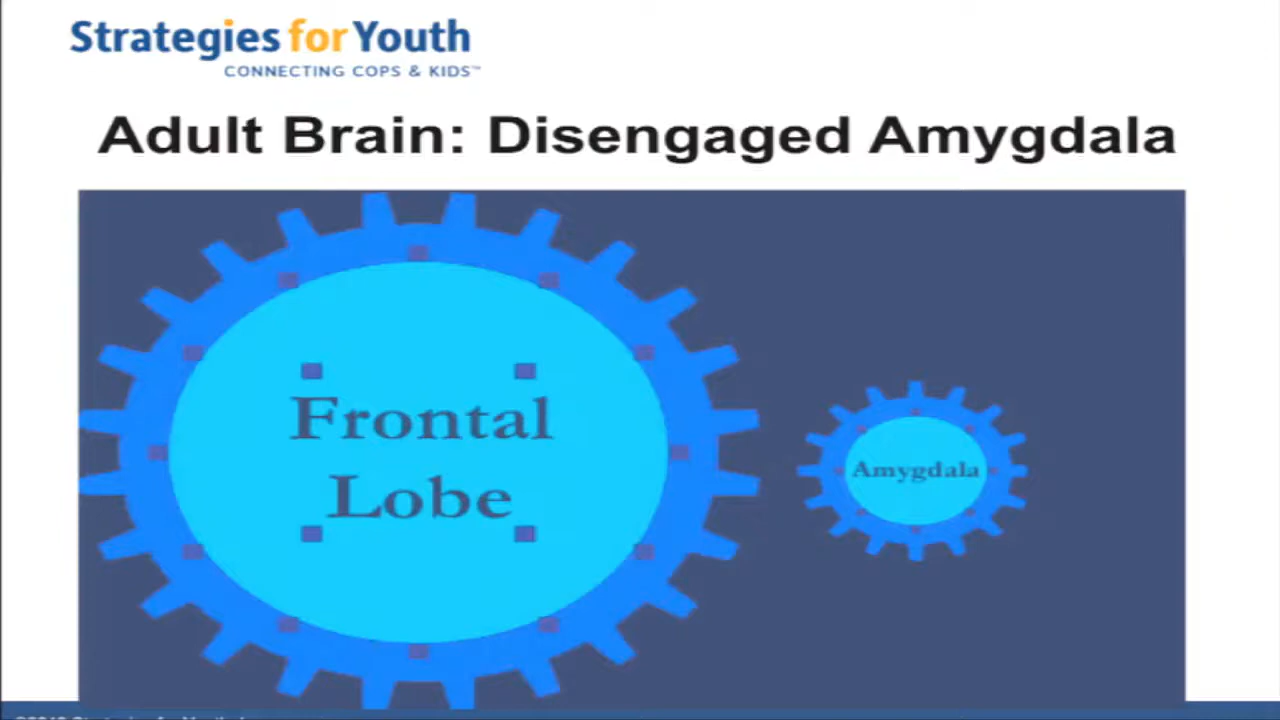 Strategies for Youth
CONNECTING COPS & KIDS™
Adult Brain: Disengaged Amygdala
Frontal
Lobe
Amygdala